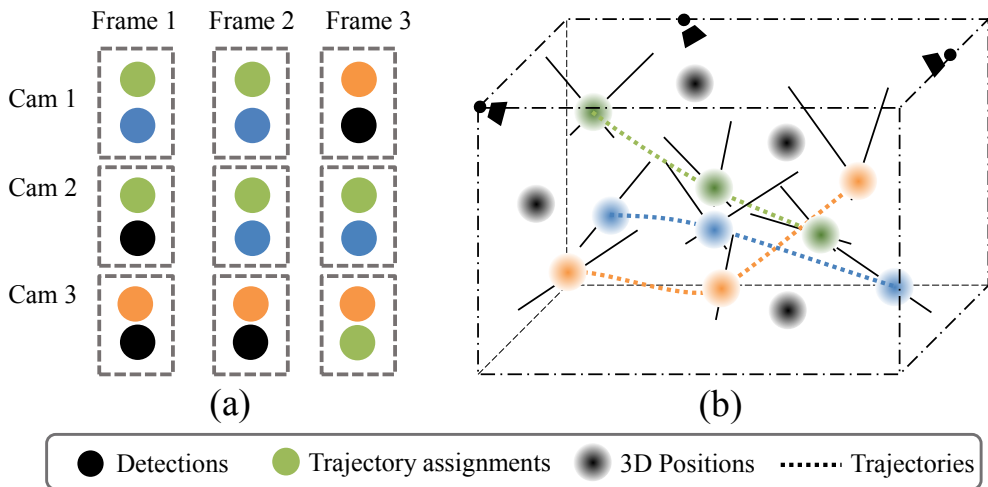 Frame 1 Frame 2 Frame 3
Cam 1
Cam 2
Cam 3
(a) (b)
Detections Trajectory assignments 3D Positions Trajectories